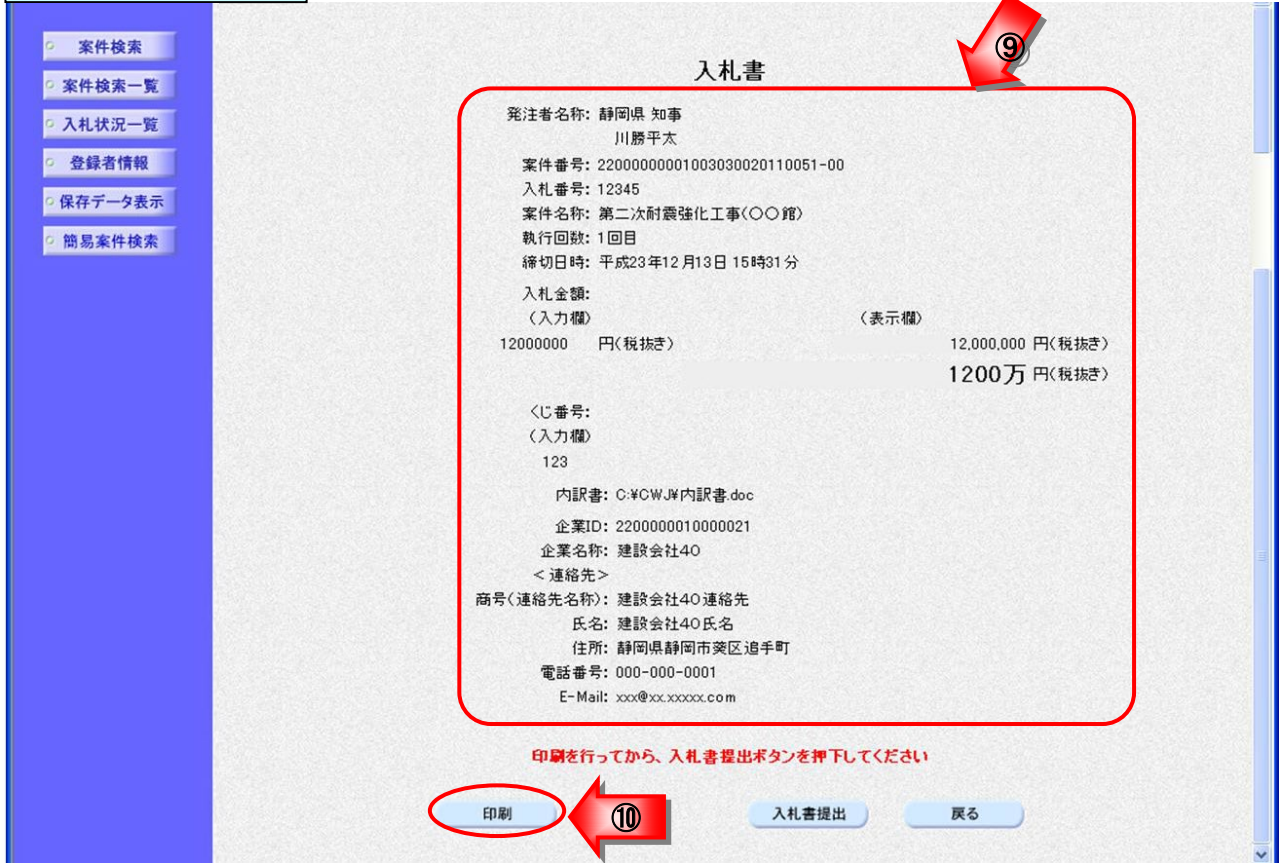 案件検索
案件検索一覧
入札状況一覧
登録者情報
保存データ表示
簡易案件検索
⑨
入札書
発注者名称: 静岡県 知事
川勝平太
案件番号: 22000000001003030020110051-00
入札番号: 12345
案件名称: 第二次耐震強化工事(〇〇館)
執行回数: 1回目
締切日時: 平成23年12月13日 15時31分
入札金額:
(入力欄) (表示欄)
12000000 円(税抜き) 12,000,000 円(税抜き)
1200万 円(税抜き)
くじ番号:
(入力欄)
123
内訳書: C:¥CWJ¥内訳書.doc
企業ID: 2200000010000021
企業名称: 建設会社40
<連絡先>
商号(連絡先名称): 建設会社40連絡先
氏名: 建設会社40氏名
住所: 静岡県静岡市葵区追手町
電話番号: 000-000-0001
E-Mail: xxx@xx.xxxxx.com
印刷を行ってから、入札書提出ボタンを押下してください
印刷 ⑩ 入札書提出 戻る